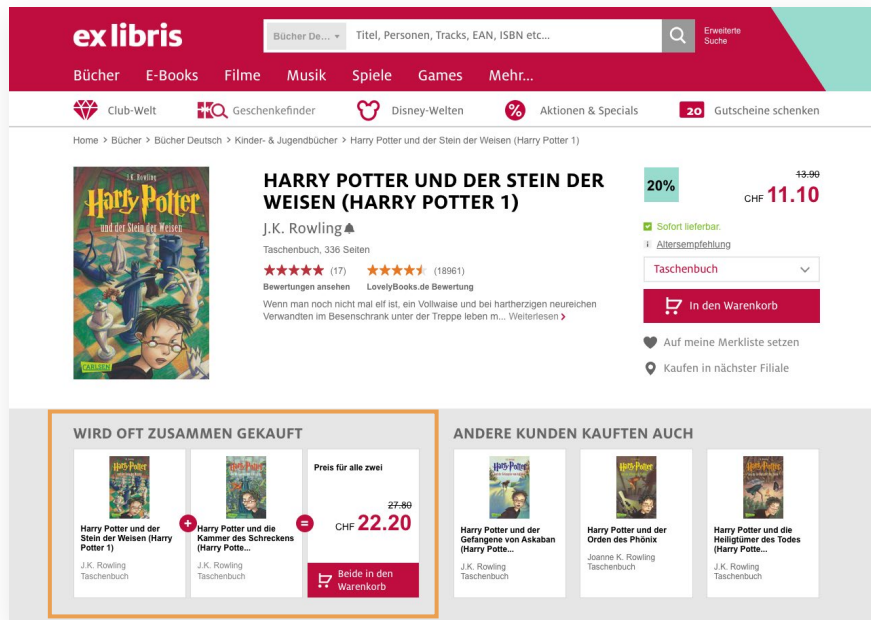 ex libris
Bücher De...
Titel, Personen, Tracks, EAN, ISBN etc...
Erweiterte
Suche
Bücher E-Books Filme Musik Spiele Games Mehr...
Club-Welt Geschenkefinder Disney-Welten % Aktionen & Specials 20 Gutscheine schenken
Home > Bücher > Bücher Deutsch > Kinder- & Jugendbücher > Harry Potter und der Stein der Weisen (Harry Potter 1)
J.K. Rowling
Harry Potter
und der Stein der Weisen
CARLSEN
HARRY POTTER UND DER STEIN DER
WEISEN (HARRY POTTER 1)
J.K. Rowling
Taschenbuch, 336 Seiten
(17) (18961)
Bewertungen ansehen LovelyBooks.de Bewertung
Wenn man noch nicht mal elf ist, ein Vollwaise und bei hartherzigen neureichen
Verwandten im Besenschrank unter der Treppe leben m... Weiterlesen >
20%
13.90
CHF 11.10
Sofort lieferbar.
i Altersempfehlung
Taschenbuch
In den Warenkorb
Auf meine Merkliste setzen
Kaufen in nächster Filiale
WIRD OFT ZUSAMMEN GEKAUFT
Harry Potter
Harry Potter und der
Stein der Weisen (Harry
Potter 1)
J.K. Rowling
Taschenbuch
+
Harry Potter
Harry Potter und die
Kammer des Schreckens
(Harry Potte...
J.K. Rowling
Taschenbuch
=
Preis für alle zwei
27.80
CHF 22.20
Beide in den
Warenkorb
ANDERE KUNDEN KAUFTEN AUCH
Harry Potter
Harry Potter und der
Gefangene von Askaban
(Harry Potte...
J.K. Rowling
Taschenbuch
Harry Potter
Harry Potter und der
Orden des Phönix
Joanne K. Rowling
Taschenbuch
Harry Potter
Harry Potter und die
Heiligtümer des Todes
(Harry Potte...
J.K. Rowling
Taschenbuch